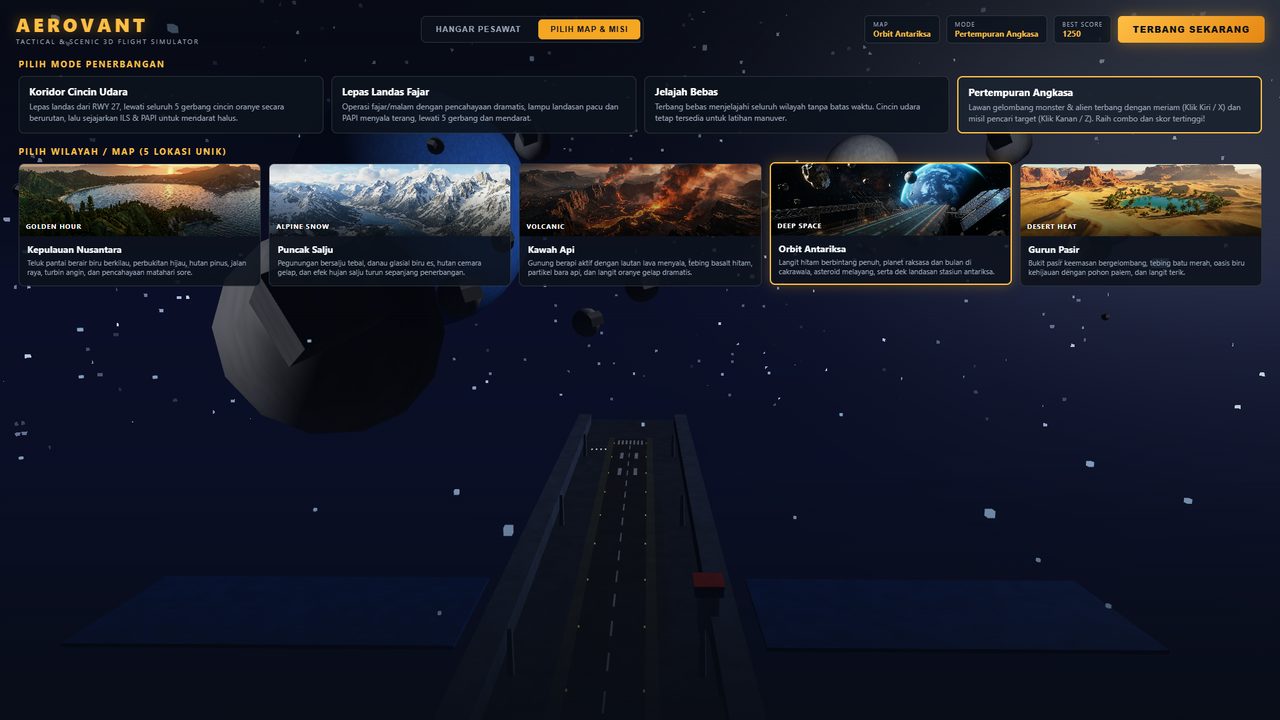 AEROVANT
TACTICAL & SCENIC 3D FLIGHT SIMULATOR
HANGAR PESAWAT
PILIH MAP & MISI
MAP
Orbit Antariksa
MODE
Pertempuran Angkasa
BEST SCORE
1250
TERBANG SEKARANG
PILIH MODE PENERBANGAN
Koridor Cincin Udara
Lepas landas dari RWY 27, lewati seluruh 5 gerbang cincin oranye secara
berurutan, lalu sejajarkan ILS & PAPI untuk mendarat halus.
Lepas Landas Fajar
Operasi fajar/malam dengan pencahayaan dramatis, lampu landasan pacu dan
PAPI menyala terang, lewati 5 gerbang dan mendarat.
Jelajah Bebas
Terbang bebas menjelajahi seluruh wilayah tanpa batas waktu. Cincin udara
tetap tersedia untuk latihan manuver.
Pertempuran Angkasa
Lawan gelombang monster & alien terbang dengan meriam (Klik Kiri / X) dan
misil pencari target (Klik Kanan / Z). Raih combo dan skor tertinggi!
PILIH WILAYAH / MAP (5 LOKASI UNIK)
GOLDEN HOUR
Kepulauan Nusantara
Teluk pantai berair biru berkilau, perbukitan hijau, hutan pinus, jalan
raya, turbin angin, dan pencahayaan matahari sore.
ALPINE SNOW
Puncak Salju
Pegunungan bersalju tebal, danau glasial biru es, hutan cemara
gelap, dan efek hujan salju turun sepanjang penerbangan.
VOLCANIC
Kawah Api
Gunung berapi aktif dengan lautan lava menyala, tebing basalt hitam,
partikel bara api, dan langit oranye gelap dramatis.
DEEP SPACE
Orbit Antariksa
Langit hitam berbintang penuh, planet raksasa dan bulan di
cakrawala, asteroid melayang, serta dek landasan stasiun antariksa.
DESERT HEAT
Gurun Pasir
Bukit pasir keemasan bergelombang, tebing batu merah, oasis biru
kehijauan dengan pohon palem, dan langit terik.